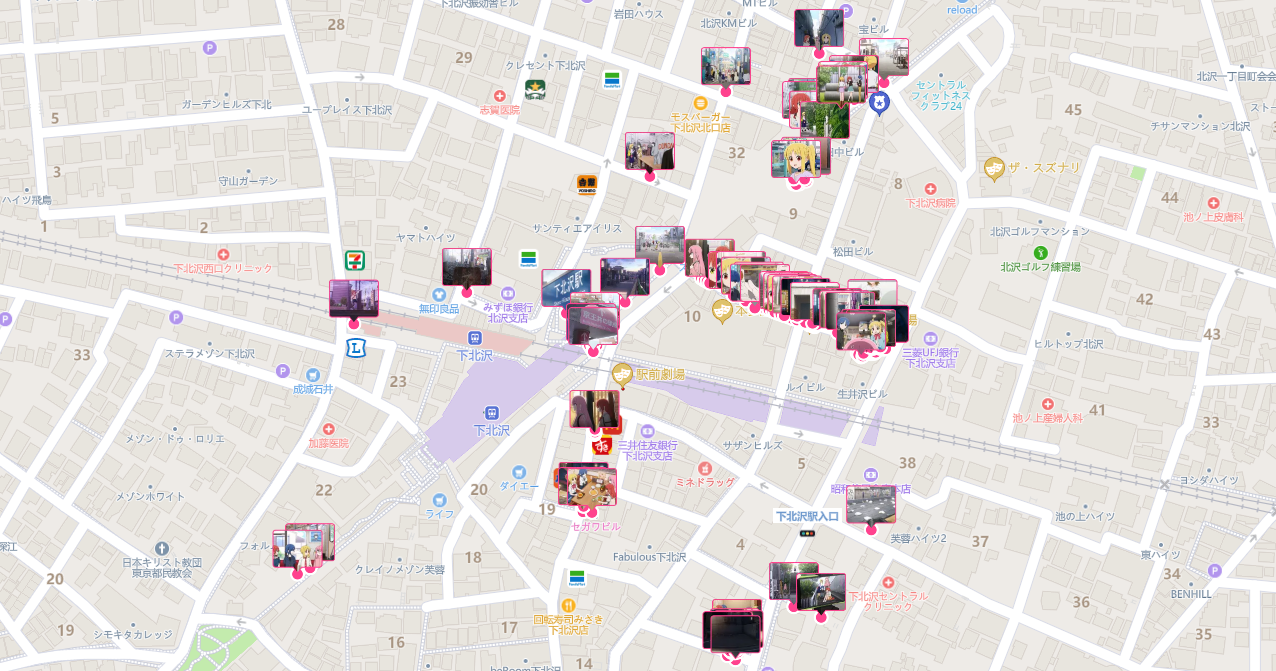 下北沢振効善ビル
岩田ハウス
MTビル
宝ビル
reload
北沢KMビル
28
29
クレセント下北沢
FamilyMart
セントラル
フィットネス
クラブ24
北沢一丁目町会会
P
ガーデンヒルズ下北
ユーブレイス下北沢
志賀医院
モスバーガー
下北沢北口店
45
チサンマンション北沢
5
32
中ビル
ザ・スズナリ
3
守山ガーデン
8
下北沢病院
44
池ノ上皮膚科
ハイツ飛鳥
1
2
サンティエアイリス
9
北沢ゴルフマンション
ヤマトハイツ
松田ビル
下北沢西口クリニック
北沢ゴルフ練習場
下北沢駅
無印良品
みずほ銀行
北沢支店
10
本
場
42
43
33
ステラメゾン下北沢
下北沢
三菱UFJ銀行
下北沢支店
ヒルトップ北沢
23
駅前劇場
成城石井
ルイビル
生井沢ビル
池ノ上産婦人科
41
33
メゾン・ドゥ・ロリエ
加藤医院
下北沢
三井住友銀行
下北沢支店
サザンヒルズ
5
38
ミネドラッグ
ダイエー
20
昭和
本店
ヨシダハイツ
メゾンホワイト
22
ライフ
19
セガワビル
下北沢駅入口
芙蓉ハイツ2
池の上ハイツ
37
深江
日本キリスト教団
東京都民教会
フォル
クレイノメゾン芙蓉
18
Fabulous下北沢
4
東ハイツ
34
BENHILL
20
FamilyMart
下北沢セントラル
クリニック
36
19
シモキタカレッジ
16
17
回転寿司みさき
下北沢店
35
beRoom下北沢
14